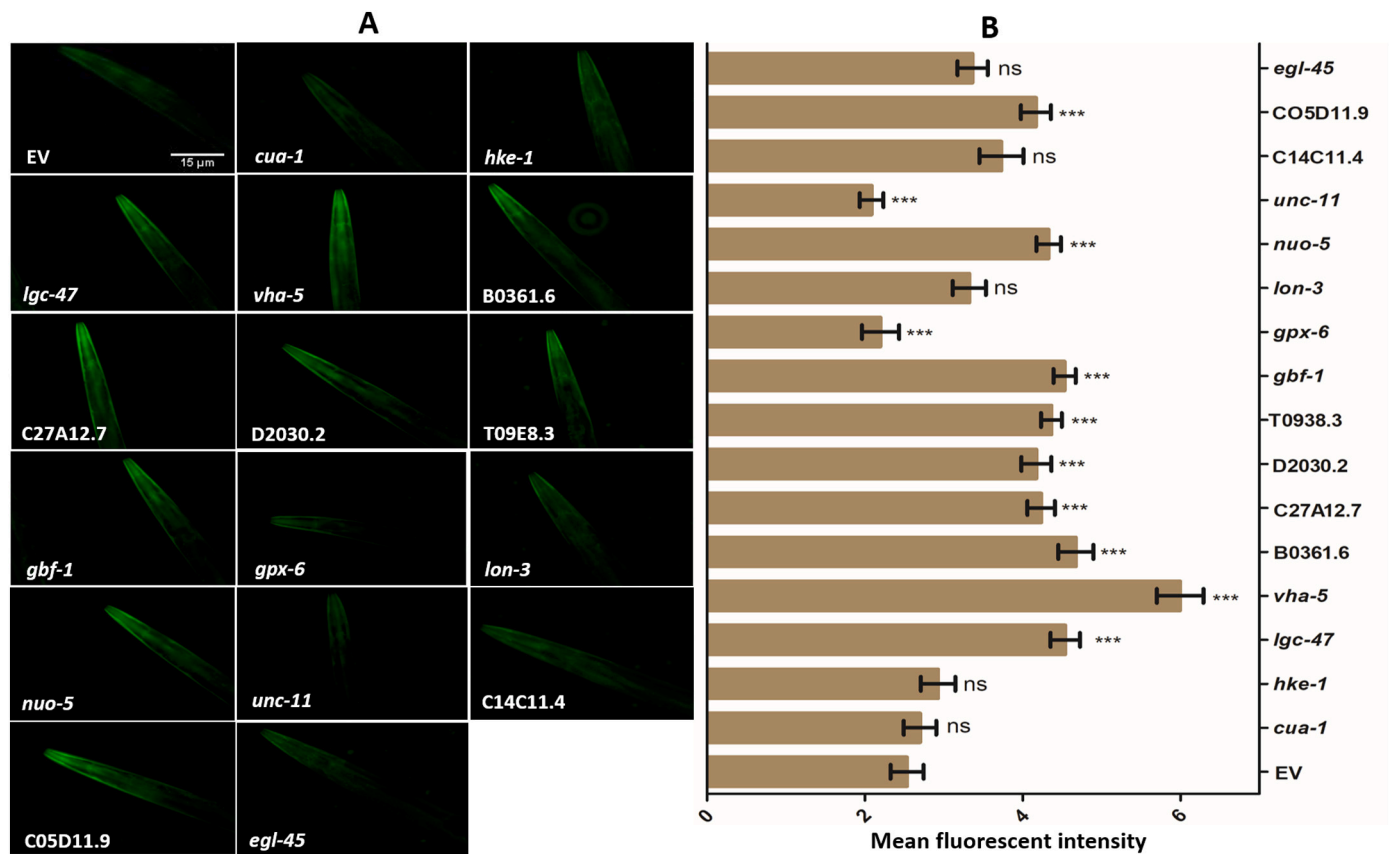 A
EV
15 µm
cua-1
hke-1
lgc-47
vha-5
B0361.6
C27A12.7
D2030.2
T09E8.3
gbf-1
gpx-6
lon-3
nuo-5
unc-11
C14C11.4
C05D11.9
egl-45
B
ns egl-45
*** CO5D11.9
ns C14C11.4
*** unc-11
*** nuo-5
ns lon-3
*** gpx-6
*** gbf-1
*** T0938.3
*** D2030.2
*** C27A12.7
*** B0361.6
*** vha-5
*** lgc-47
ns hke-1
ns cua-1
EV
0 2 4 6
Mean fluorescent intensity